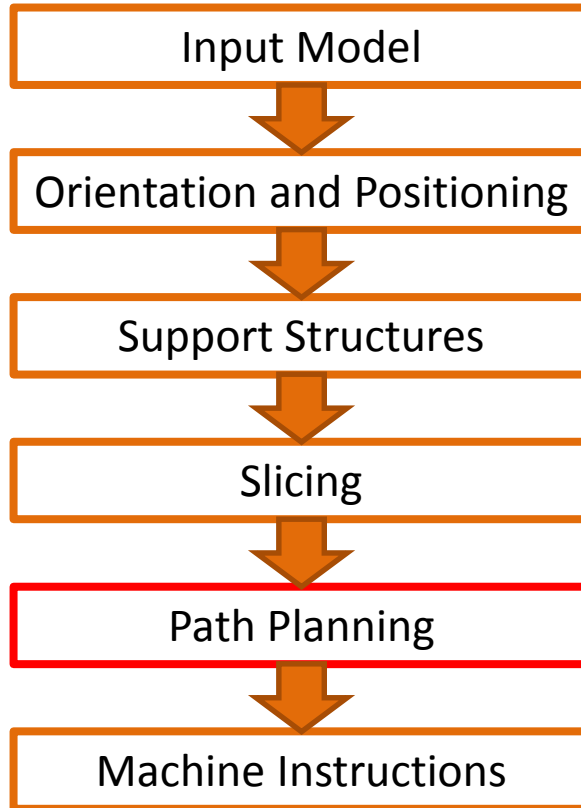 Input Model
Orientation and Positioning
Support Structures
Slicing
Path Planning
Machine Instructions